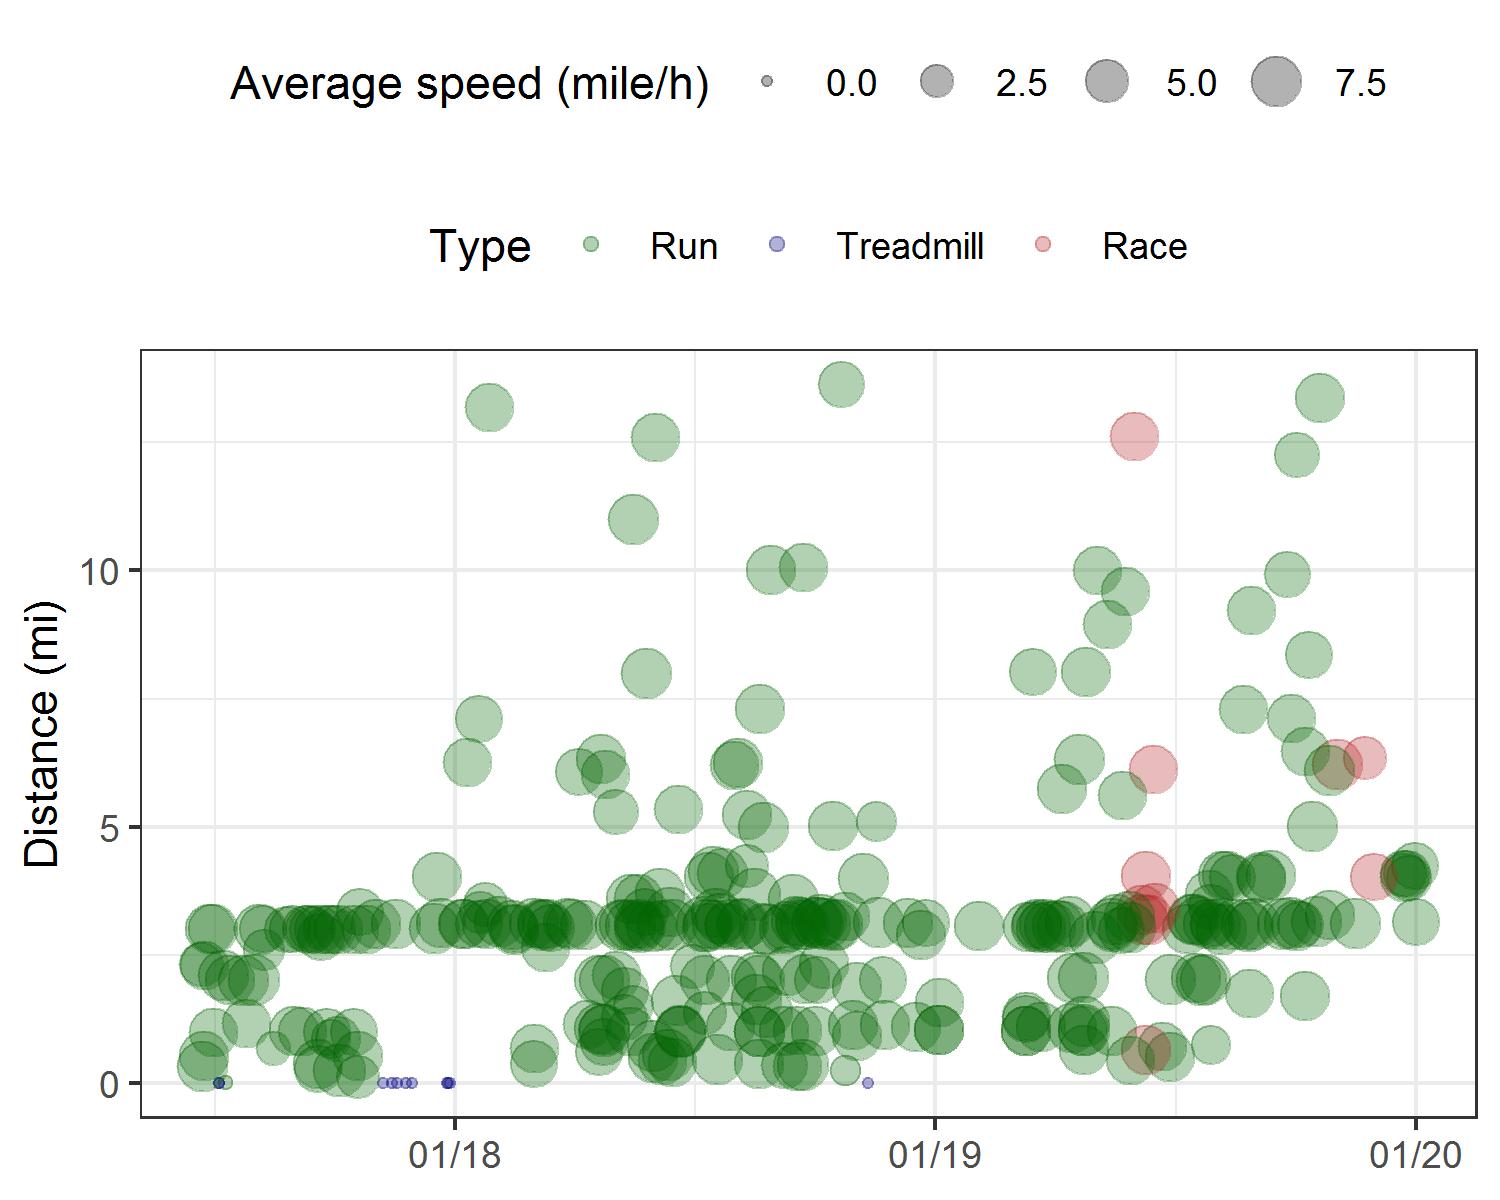 Average speed (mile/h) 0.0 2.5 5.0 7.5
Type Run Treadmill Race
Distance (mi)
10
5
0
01/18 01/19 01/20